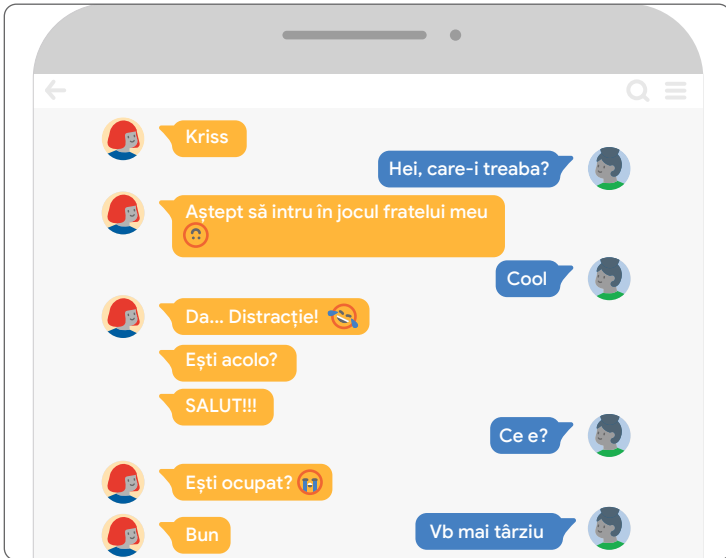 Kriss
Hei, care-i treaba?
Aștept să intru în jocul fratelui meu
Cool
Da... Distracție!
Ești acolo?
SALUT!!!
Ce e?
Ești ocupat?
Vb mai târziu
Bun